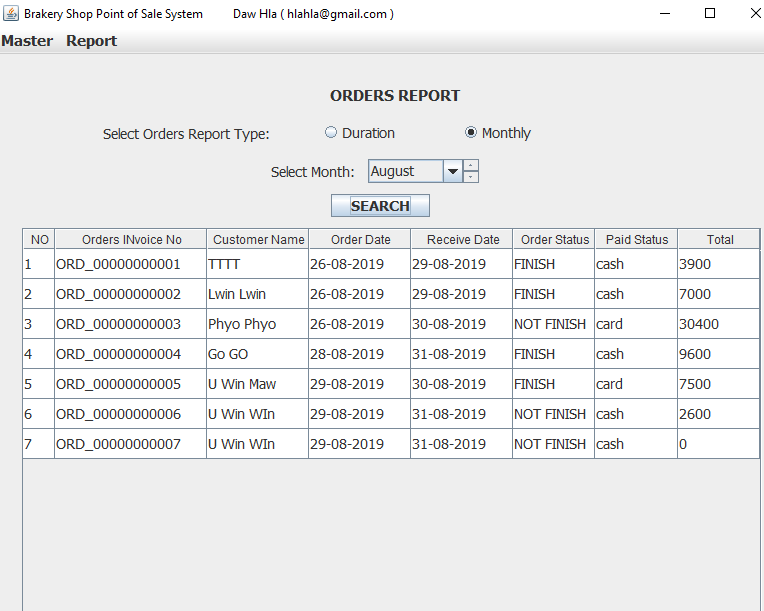 Brakery Shop Point of Sale System Daw Hla ( hlahla@gmail.com )
Master Report
ORDERS REPORT
Select Orders Report Type: Duration Monthly
Select Month: August
SEARCH
NO Orders INvoice No Customer Name Order Date Receive Date Order Status Paid Status Total
1 ORD_00000000001 TTTT 26-08-2019 29-08-2019 FINISH cash 3900
2 ORD_00000000002 Lwin Lwin 26-08-2019 29-08-2019 FINISH cash 7000
3 ORD_00000000003 Phyo Phyo 26-08-2019 30-08-2019 NOT FINISH card 30400
4 ORD_00000000004 Go GO 28-08-2019 31-08-2019 FINISH cash 9600
5 ORD_00000000005 U Win Maw 29-08-2019 30-08-2019 FINISH card 7500
6 ORD_00000000006 U Win WIn 29-08-2019 31-08-2019 NOT FINISH cash 2600
7 ORD_00000000007 U Win WIn 29-08-2019 31-08-2019 NOT FINISH cash 0